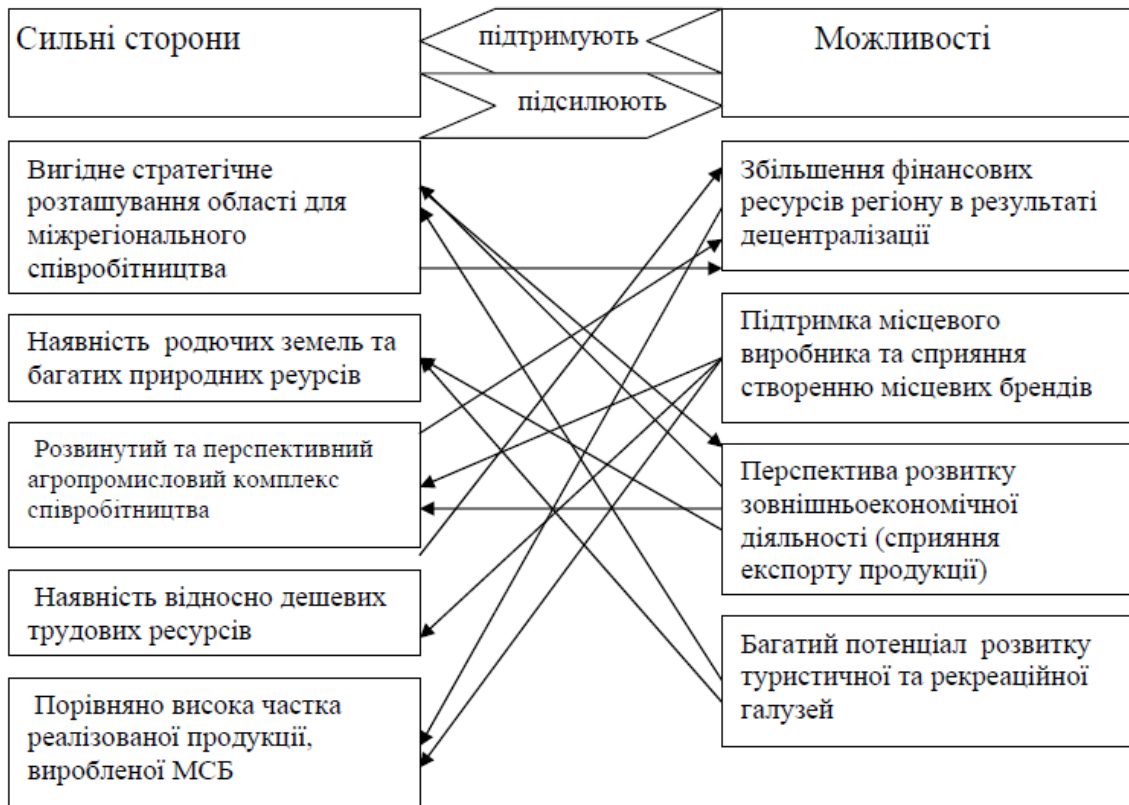 Сильні сторони
підтримують
Можливості
підсилюють
Вигідне стратегічне
розташування області для
міжрегіонального
співробітництва
Наявність родючих земель та
багатих природних реурсів
Розвинутий та перспективний
агропромисловий комплекс
співробітництва
Наявність відносно дешевих
трудових ресурсів
Порівняно висока частка
реалізованої продукції,
виробленої МСБ
Збільшення фінансових
ресурсів регіону в результаті
децентралізації
Підтримка місцевого
виробника та сприяння
створенню місцевих брендів
Перспектива розвитку
зовнішньоекономічної
діяльності (сприяння
експорту продукції)
Багатий потенціал розвитку
туристичної та рекреаційної
галузей